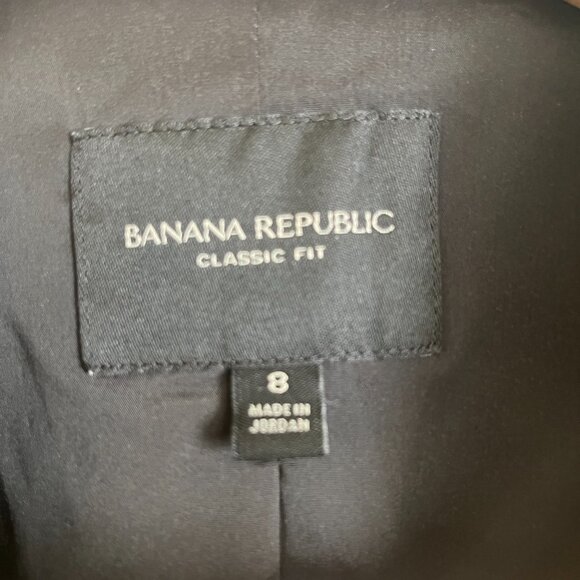 BANANA REPUBLIC
CLASSIC FIT
8
MADE IN
JORDAN